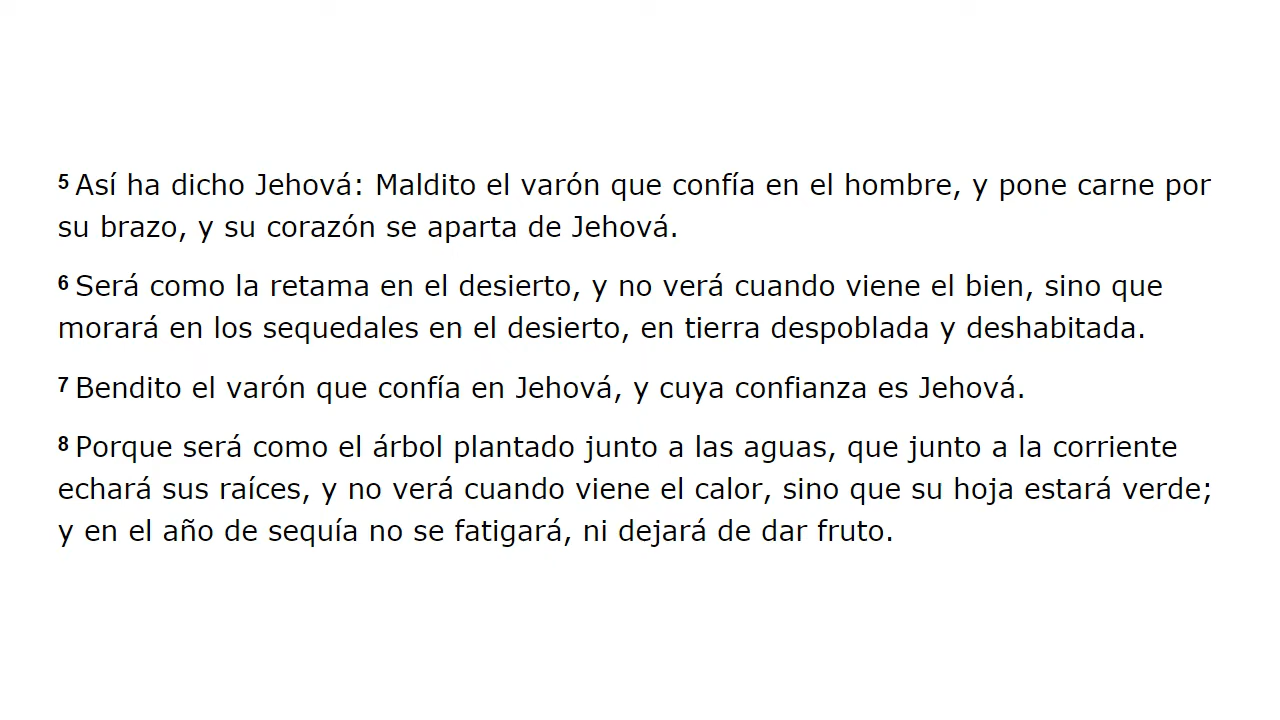 5 Así ha dicho Jehová: Maldito el varón que confía en el hombre, y pone carne por
su brazo, y su corazón se aparta de Jehová.
6 Será como la retama en el desierto, y no verá cuando viene el bien, sino que
morará en los sequedales en el desierto, en tierra despoblada y deshabitada.
7 Bendito el varón que confía en Jehová, y cuya confianza es Jehová.
8 Porque será como el árbol plantado junto a las aguas, que junto a la corriente
echará sus raíces, y no verá cuando viene el calor, sino que su hoja estará verde;
y en el año de sequía no se fatigará, ni dejará de dar fruto.